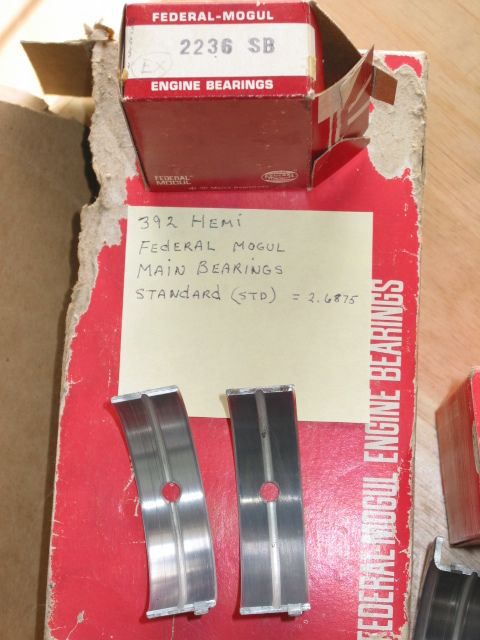 FEDERAL-MOGUL
2236 SB
EX
ENGINE BEARINGS
FEDERAL
MOGUL
392 HEMI
FEDERAL MOGUL
MAIN BEARINGS
STANDARD (STD) = 2.6875
FEDERAL-MOGUL ENGINE BEARINGS